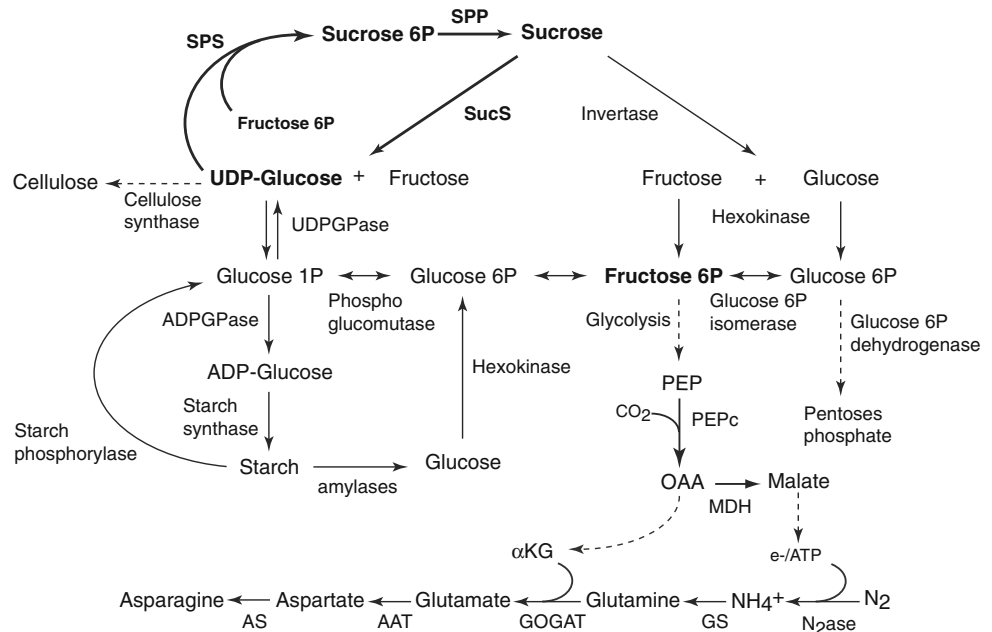 SPP
SPS
Sucrose 6P
Sucrose
Fructose 6P
SucS
Invertase
Cellulose
UDP-Glucose + Fructose
Fructose + Glucose
Cellulose
synthase
UDPGPase
Hexokinase
Glucose 1P
Glucose 6P
Fructose 6P
Glucose 6P
Phospho
glucomutase
Glucose 6P
isomerase
ADPGPase
Glycolysis
Glucose 6P
dehydrogenase
ADP-Glucose
Hexokinase
PEP
Starch
synthase
CO2
PEPc
Pentoses
phosphate
Starch
phosphorylase
Starch
amylases
Glucose
OAA
MDH
Malate
αKG
e-/ATP
Asparagine
Aspartate
Glutamate
Glutamine
NH4+
N2
AS
AAT
GOGAT
GS
N2ase